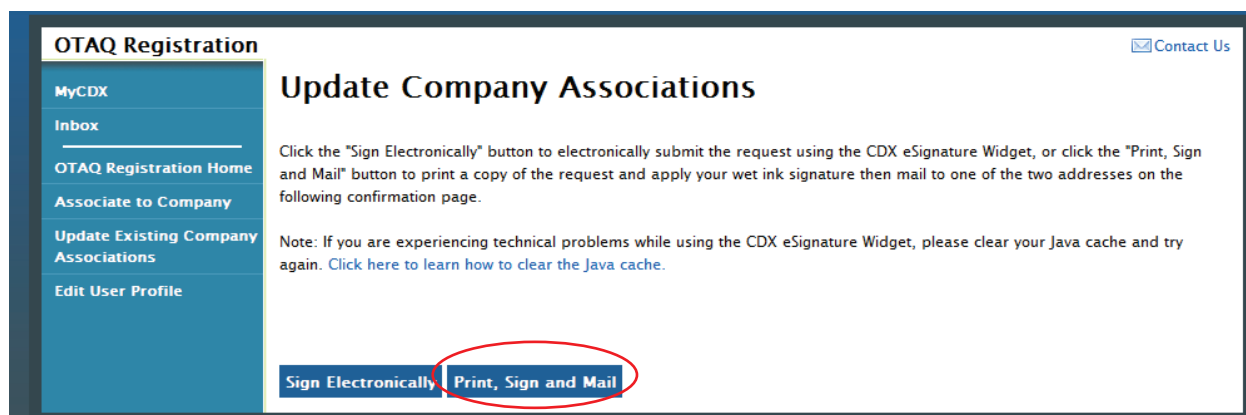 OTAQ Registration
Contact Us
MyCDX
Inbox
OTAQ Registration Home
Associate to Company
Update Existing Company
Associations
Edit User Profile
Update Company Associations
Click the "Sign Electronically" button to electronically submit the request using the CDX eSignature Widget, or click the "Print, Sign
and Mail" button to print a copy of the request and apply your wet ink signature then mail to one of the two addresses on the
following confirmation page.
Note: If you are experiencing technical problems while using the CDX eSignature Widget, please clear your Java cache and try
again. Click here to learn how to clear the Java cache.
Sign Electronically Print, Sign and Mail